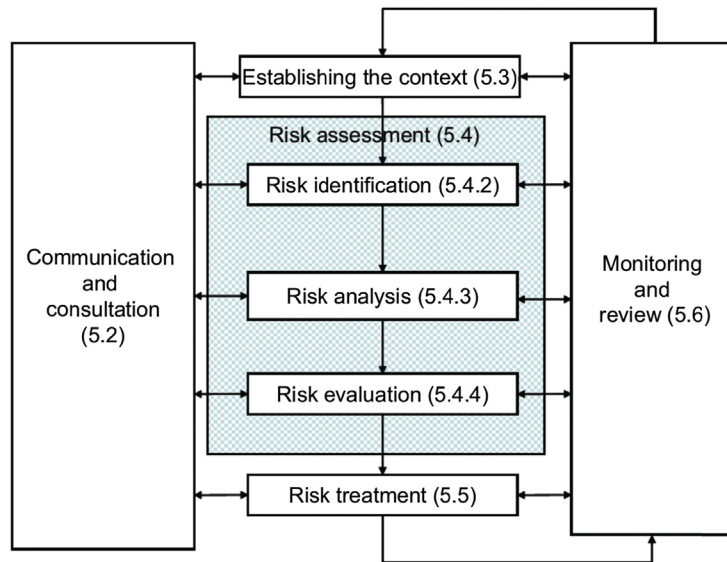 Establishing the context (5.3)
Risk assessment (5.4)
Risk identification (5.4.2)
Communication
and
consultation
(5.2)
Risk analysis (5.4.3)
Monitoring
and
review (5.6)
Risk evaluation (5.4.4)
Risk treatment (5.5)